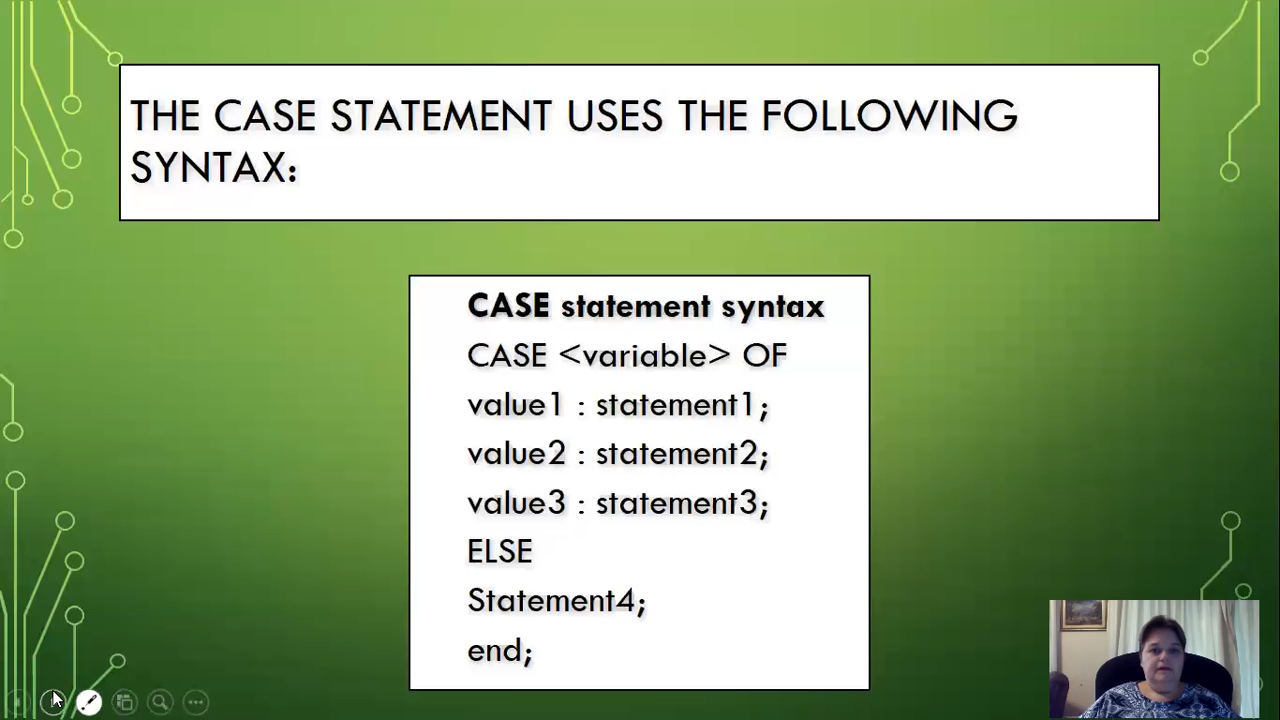 THE CASE STATEMENT USES THE FOLLOWING
SYNTAX:
CASE statement syntax
CASE <variable> OF
value1 : statement1;
value2 : statement2;
value3 : statement3;
ELSE
Statement4;
end;